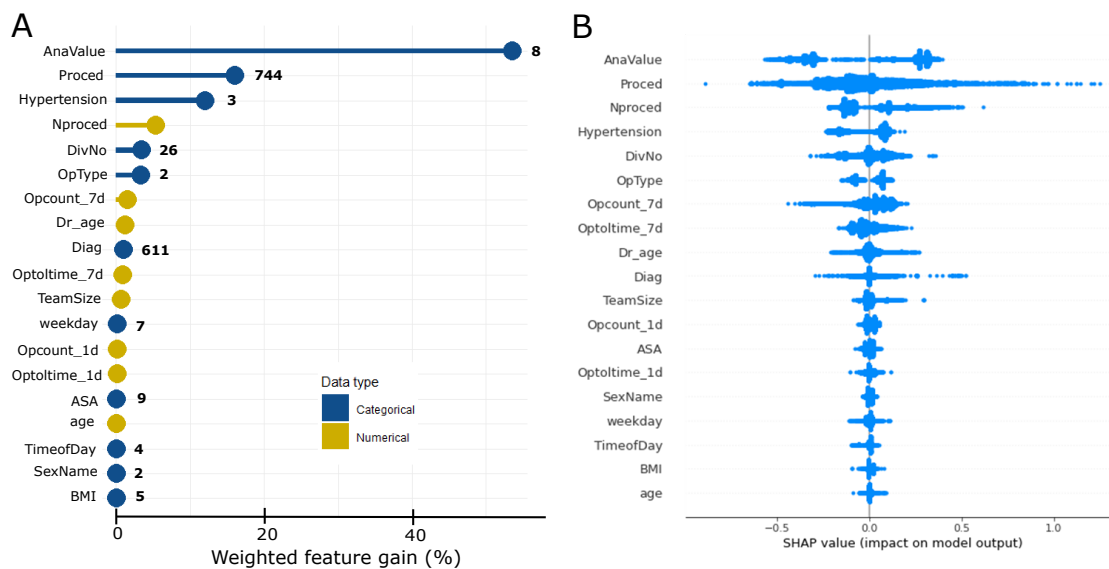 A
AnaValue 8
Proced 744
Hypertension 3
Nproced
DivNo 26
OpType 2
Opcount_7d
Dr_age
Diag 611
Optoltime_7d
TeamSize
weekday 7
Opcount_1d
Optoltime_1d
ASA 9
age
TimeofDay 4
SexName 2
BMI 5
Data type
Categorical
Numerical
0 20 40
Weighted feature gain (%)
B
AnaValue
Proced
Nproced
Hypertension
DivNo
OpType
Opcount_7d
Optoltime_7d
Dr_age
Diag
TeamSize
Opcount_1d
ASA
Optoltime_1d
SexName
weekday
TimeofDay
BMI
age
−0.5 0.0 0.5 1.0
SHAP value (impact on model output)